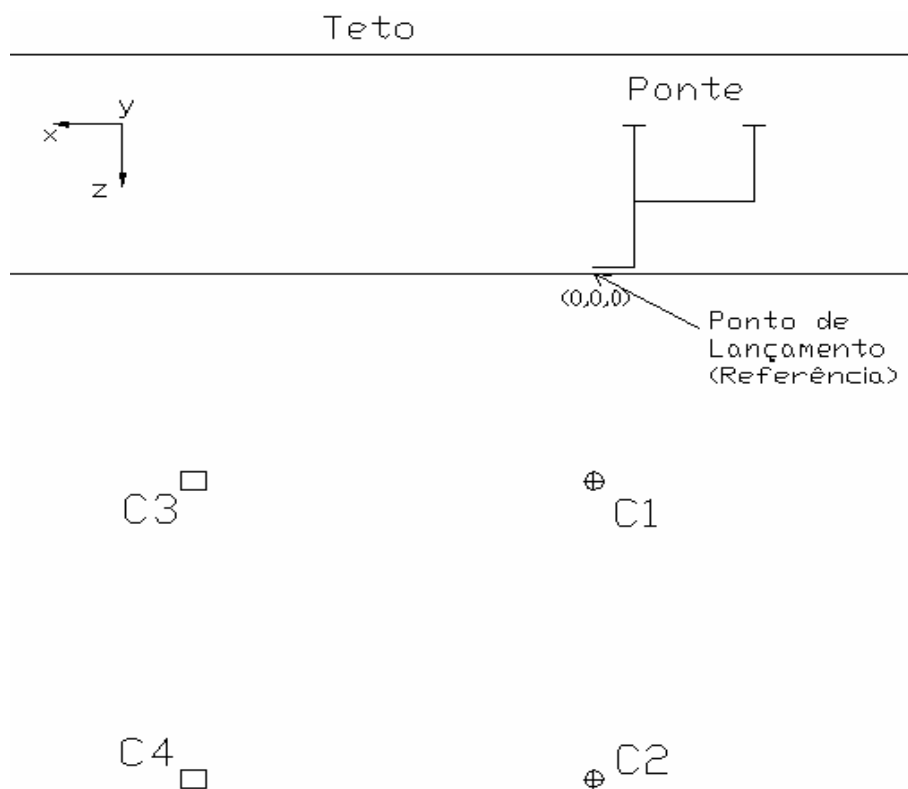 Teto
Ponte
y
x
z
(0,0,0)
Ponto de
Lançamento
(Referência)
C3
C1
C4
C2